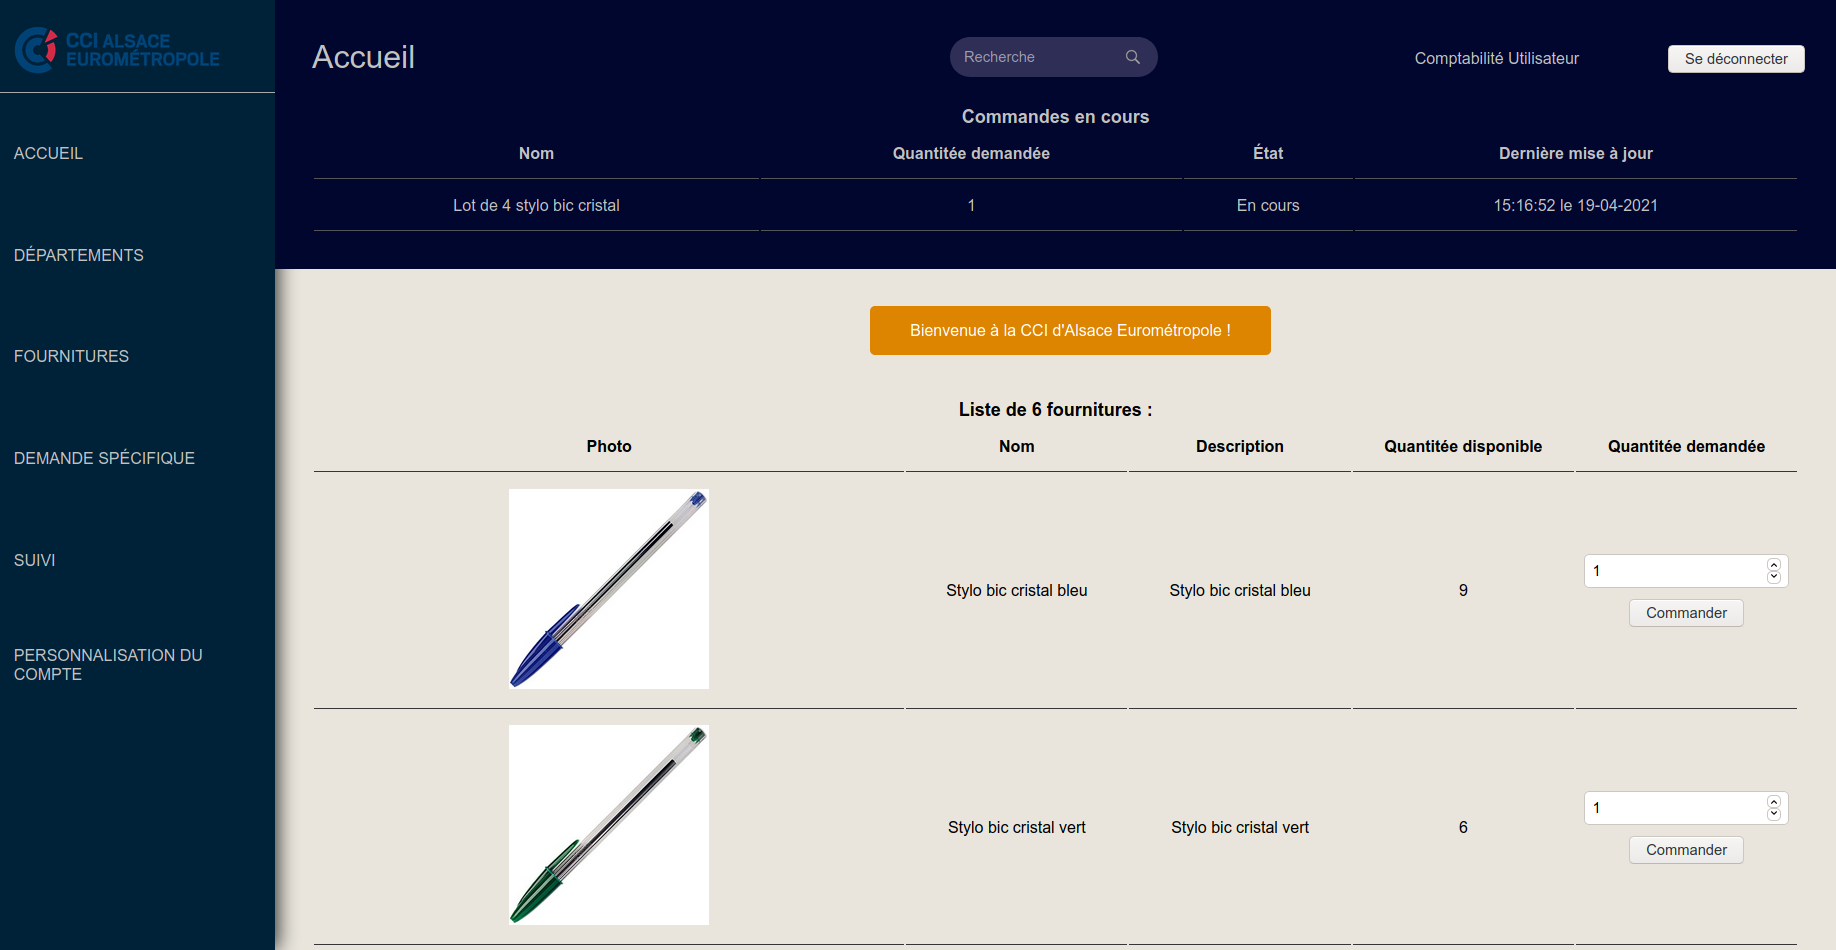 CCI ALSACE
EUROMÉTROPOLE
Accueil
Recherche
Comptabilité Utilisateur
Se déconnecter
ACCUEIL
DÉPARTEMENTS
FOURNITURES
DEMANDE SPÉCIFIQUE
SUIVI
PERSONNALISATION DU
COMPTE
Commandes en cours
Nom Quantitée demandée État Dernière mise à jour
Lot de 4 stylo bic cristal 1 En cours 15:16:52 le 19-04-2021
Bienvenue à la CCI d'Alsace Eurométropole !
Liste de 6 fournitures :
Photo Nom Description Quantitée disponible Quantitée demandée
Stylo bic cristal bleu Stylo bic cristal bleu 9 1
Commander
Stylo bic cristal vert Stylo bic cristal vert 6 1
Commander